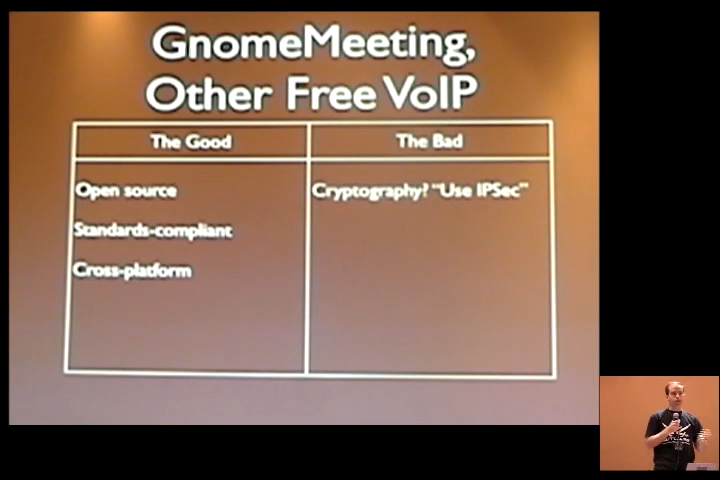 GnomeMeeting,
Other Free VoIP
The Good
The Bad
Open source
Cryptography? "Use IPSec"
Standards-compliant
Cross-platform